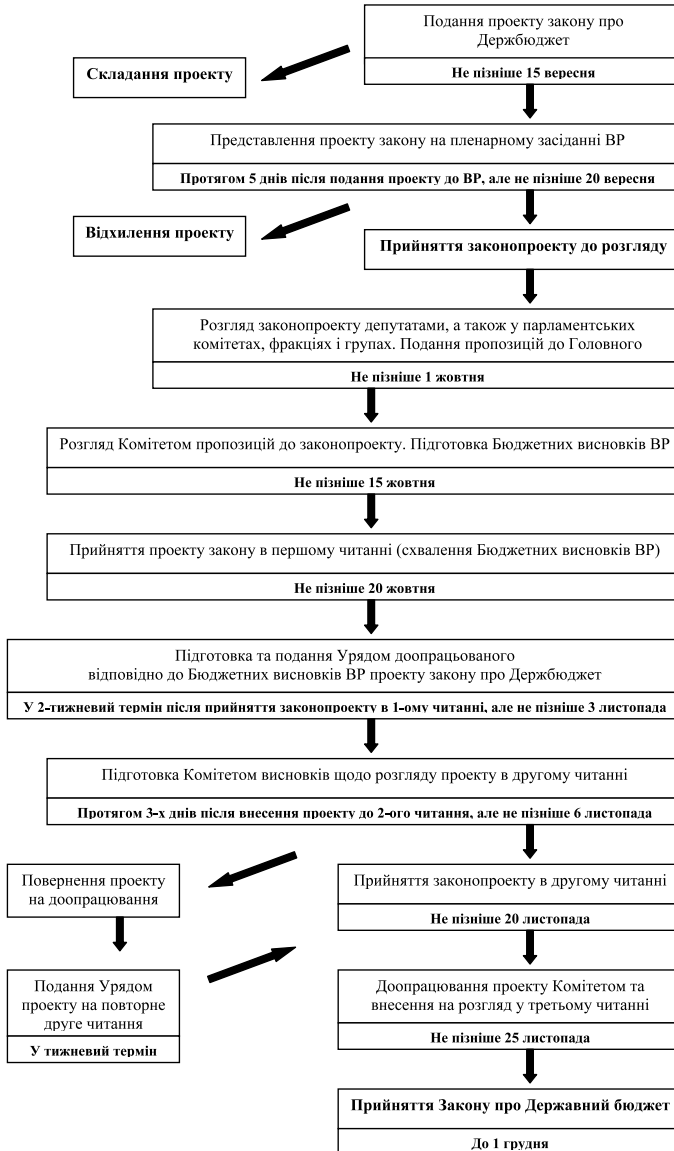 Подання проекту закону про
Держбюджет
Не пізніше 15 вересня
Складання проекту
Представлення проекту закону на пленарному засіданні ВР
Протягом 5 днів після подання проекту до ВР, але не пізніше 20 вересня
Відхилення проекту
Прийняття законопроекту до розгляду
Розгляд законопроекту депутатами, а також у парламентських
комітетах, фракціях і групах. Подання пропозицій до Головного
Не пізніше 1 жовтня
Розгляд Комітетом пропозицій до законопроекту. Підготовка Бюджетних висновків ВР
Не пізніше 15 жовтня
Прийняття проекту закону в першому читанні (схвалення Бюджетних висновків ВР)
Не пізніше 20 жовтня
Підготовка та подання Урядом доопрацьованого
відповідно до Бюджетних висновків ВР проекту закону про Держбюджет
У 2-тижневий термін після прийняття законопроекту в 1-ому читанні, але не пізніше 3 листопада
Підготовка Комітетом висновків щодо розгляду проекту в другому читанні
Протягом 3-х днів після внесення проекту до 2-ого читання, але не пізніше 6 листопада
Повернення проекту
на доопрацювання
Прийняття законопроекту в другому читанні
Не пізніше 20 листопада
Подання Урядом
проекту на повторне
друге читання
У тижневий термін
Доопрацювання проекту Комітетом та
внесення на розгляд у третьому читанні
Не пізніше 25 листопада
Прийняття Закону про Державний бюджет
До 1 грудня